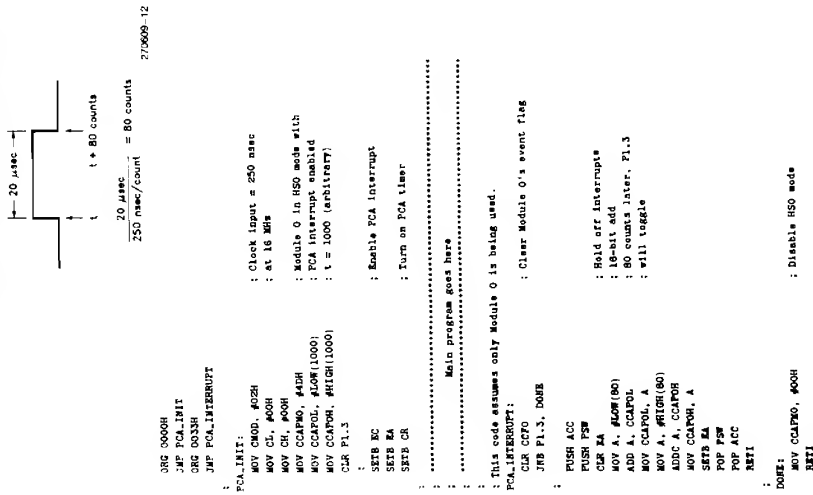 20 µsec
t
t + 80 counts
20 µsec
250 nsec/count
= 80 counts
270609-12
ORG 0000H
JMP PCA_INIT
ORG 0033H
JMP PCA_INTERRUPT
;
PCA_INIT:
MOV CMOD, #02H ; Clock input = 250 nsec
MOV CL, #00H ; at 16 MHz
MOV CH, #00H
MOV CCAPM0, #4DH ; Module 0 in HSO mode with
MOV CCAP0L, #LOW(1000) ; PCA interrupt enabled
MOV CCAP0H, #HIGH(1000) ; t = 1000 (arbitrary)
CLR P1.3
;
SETB EC ; Enable PCA interrupt
SETB EA
SETB CR ; Turn on PCA timer
;
;
; Main program goes here
;
;
; This code assumes only Module 0 is being used.
PCA_INTERRUPT:
CLR CCF0 ; Clear Module 0's event flag
JNB P1.3, DONE
;
PUSH ACC
PUSH PSW
CLR EA ; Hold off interrupts
MOV A, #LOW(80) ; 16-bit add
ADD A, CCAP0L ; 80 counts later, P1.3
MOV CCAP0L, A ; will toggle
MOV A, #HIGH(80)
ADDC A, CCAP0H
MOV CCAP0H, A
SETB EA
POP PSW
POP ACC
RETI
;
DONE:
MOV CCAPM0, #00H ; Disable HSO mode
RETI